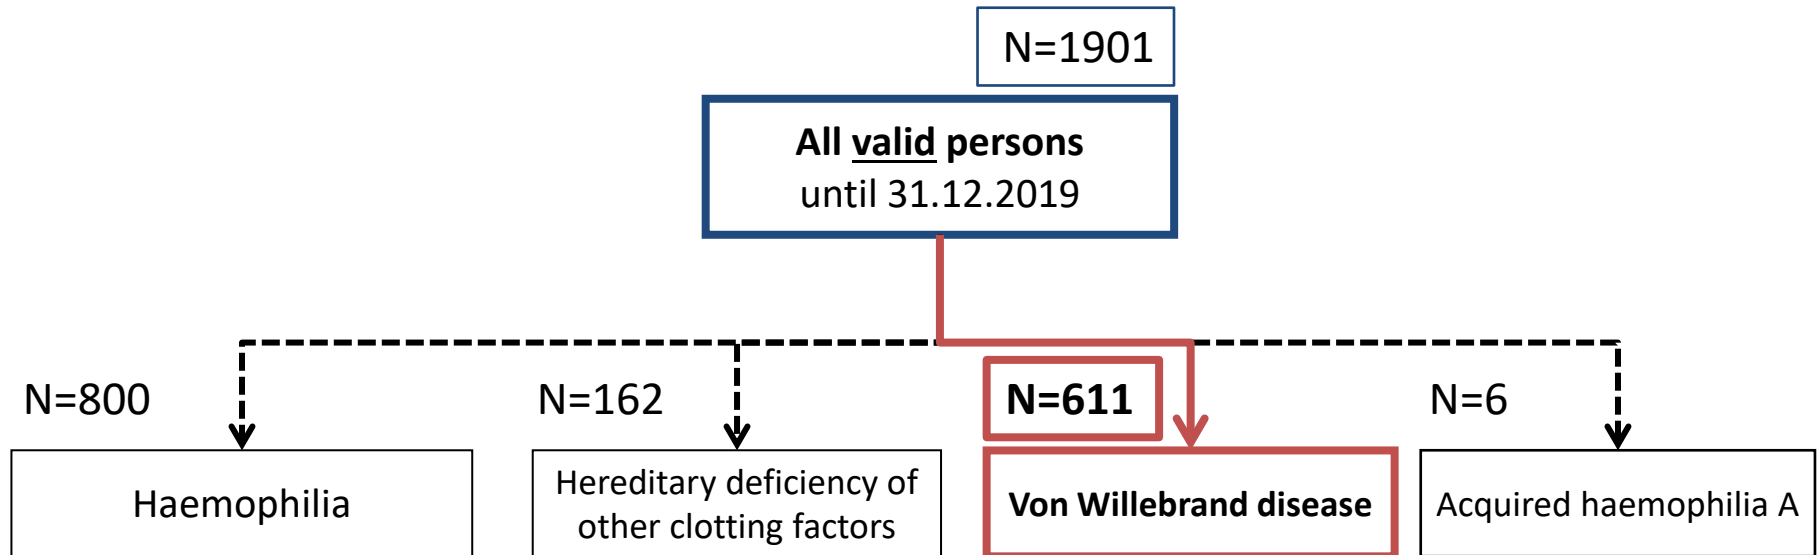 N=1901
All valid persons
until 31.12.2019
N=800
N=162
N=611
N=6
Haemophilia
Hereditary deficiency of
other clotting factors
Von Willebrand disease
Acquired haemophilia A